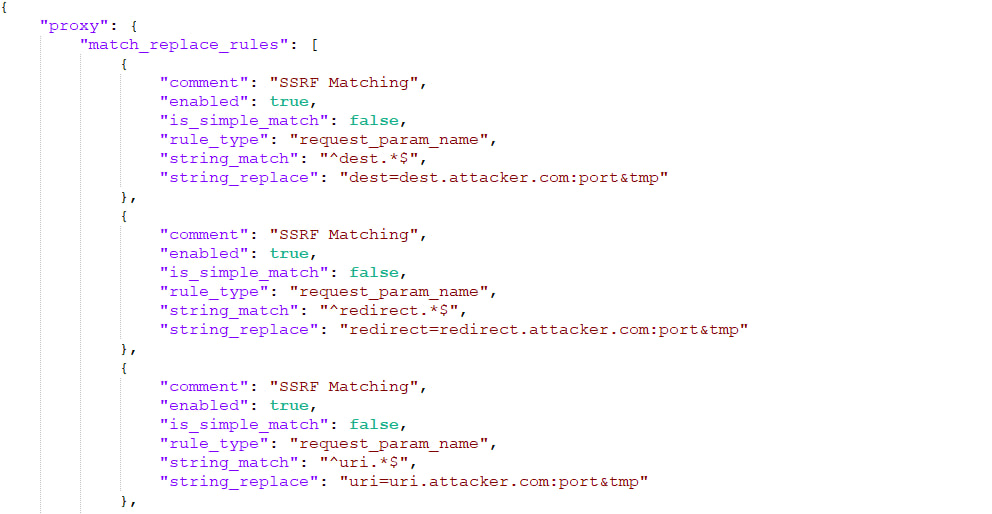 {
"proxy": {
"match_replace_rules": [
{
"comment": "SSRF Matching",
"enabled": true,
"is_simple_match": false,
"rule_type": "request_param_name",
"string_match": "^dest.*$",
"string_replace": "dest=dest.attacker.com:port&tmp"
},
{
"comment": "SSRF Matching",
"enabled": true,
"is_simple_match": false,
"rule_type": "request_param_name",
"string_match": "^redirect.*$",
"string_replace": "redirect=redirect.attacker.com:port&tmp"
},
{
"comment": "SSRF Matching",
"enabled": true,
"is_simple_match": false,
"rule_type": "request_param_name",
"string_match": "^uri.*$",
"string_replace": "uri=uri.attacker.com:port&tmp"
},